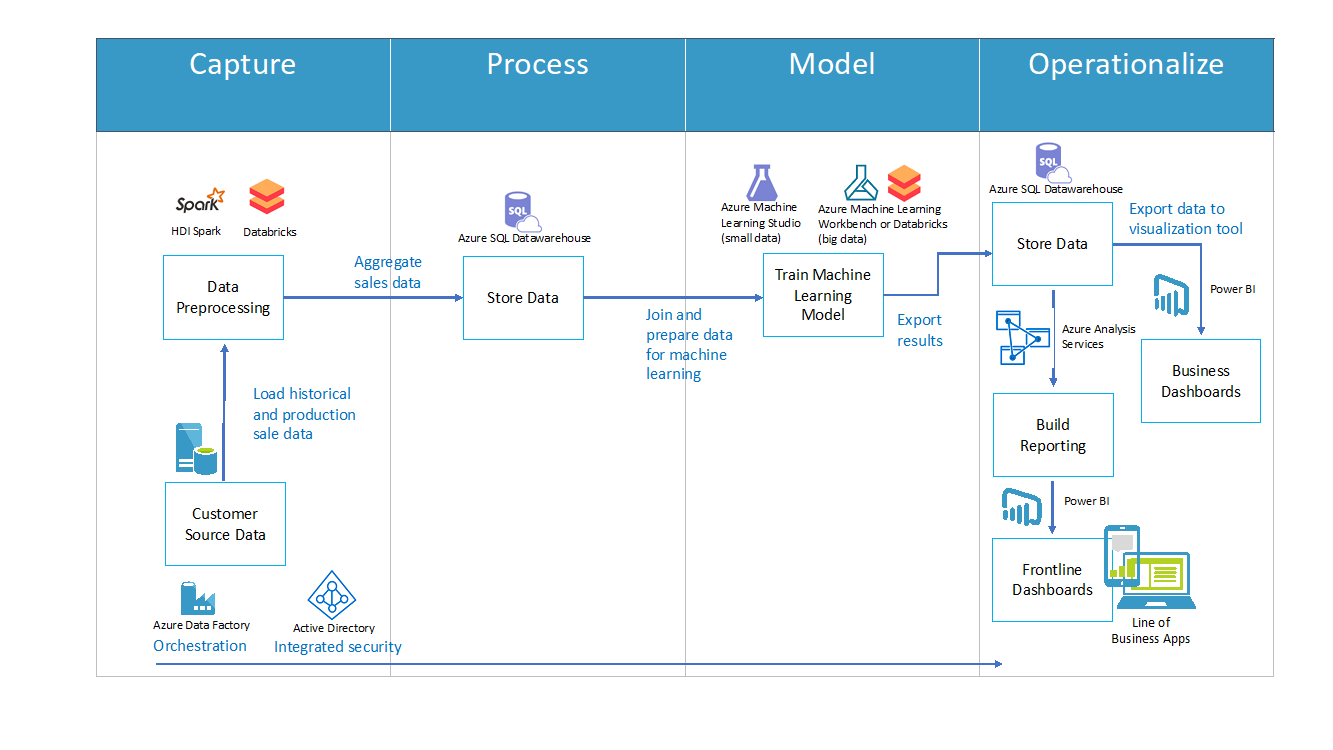 Capture
Process
Model
Operationalize
Spark
HDI Spark
Databricks
Data
Preprocessing
Load historical
and production
sale data
Customer
Source Data
Azure Data Factory
Orchestration
Active Directory
Integrated security
Aggregate
sales data
SQL
Azure SQL Datawarehouse
Store Data
Join and
prepare data
for machine
learning
Azure Machine
Learning Studio
(small data)
Azure Machine Learning
Workbench or Databricks
(big data)
Train Machine
Learning
Model
Export
results
SQL
Azure SQL Datawarehouse
Store Data
Export data to
visualization tool
Power BI
Business
Dashboards
Azure Analysis
Services
Build
Reporting
Power BI
Frontline
Dashboards
Line of
Business Apps